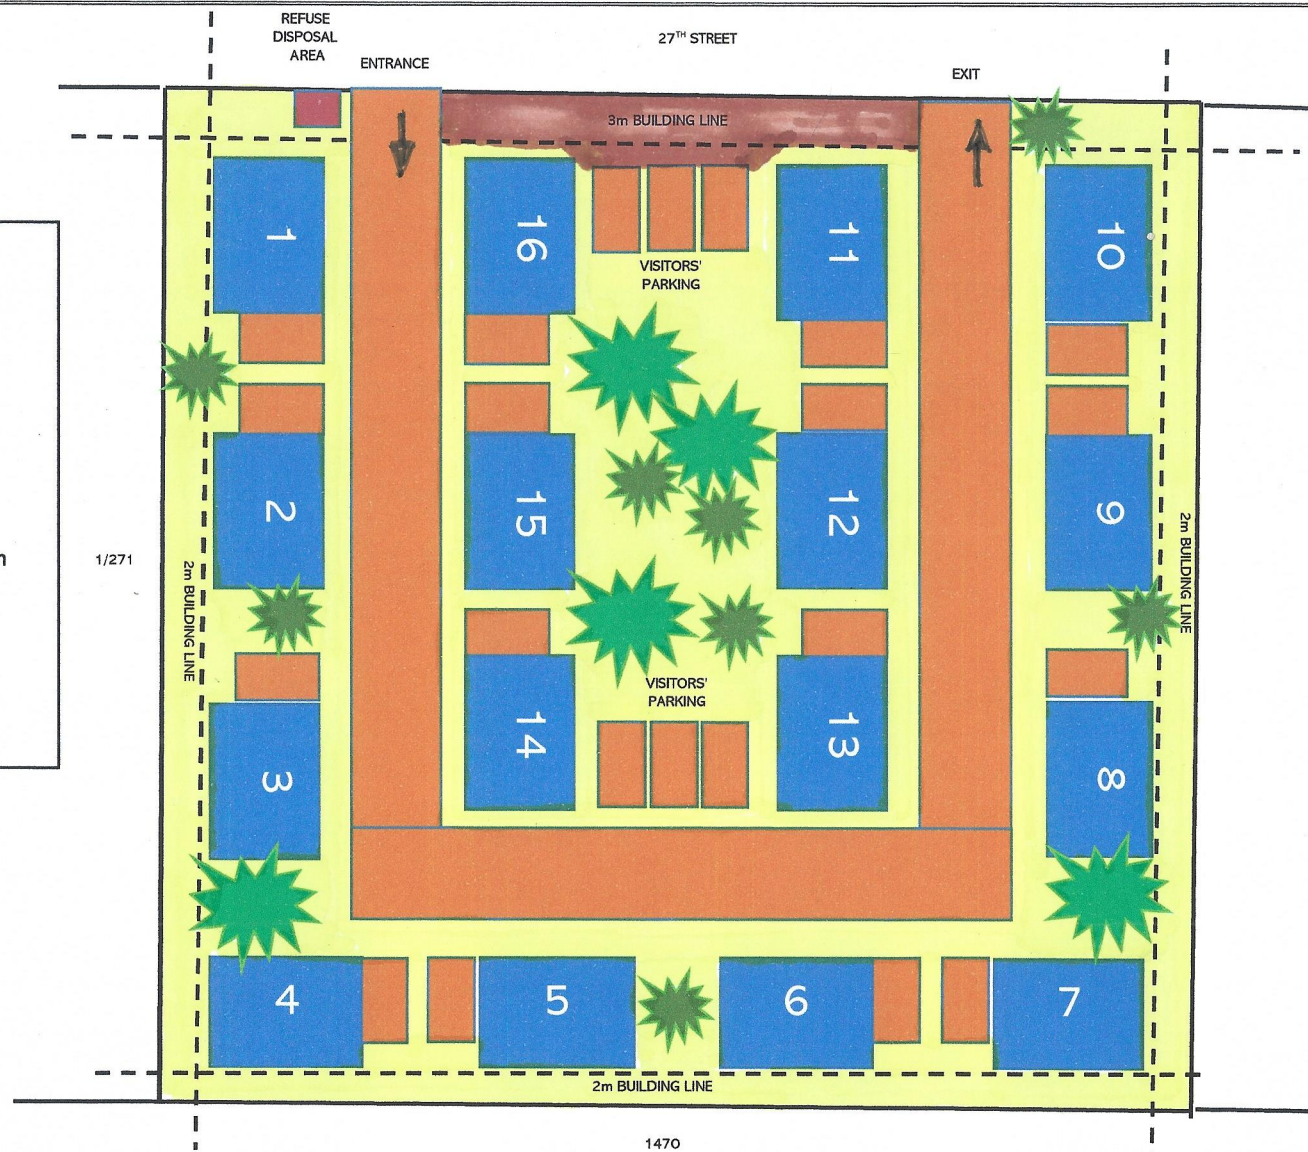 REFUSE
DISPOSAL
AREA
ENTRANCE
27TH STREET
EXIT
3m BUILDING LINE
1
16
11
10
VISITORS'
PARKING
2
15
12
9
1/271
2m BUILDING LINE
2m BUILDING LINE
VISITORS'
PARKING
3
14
13
8
4
5
6
7
2m BUILDING LINE
1470